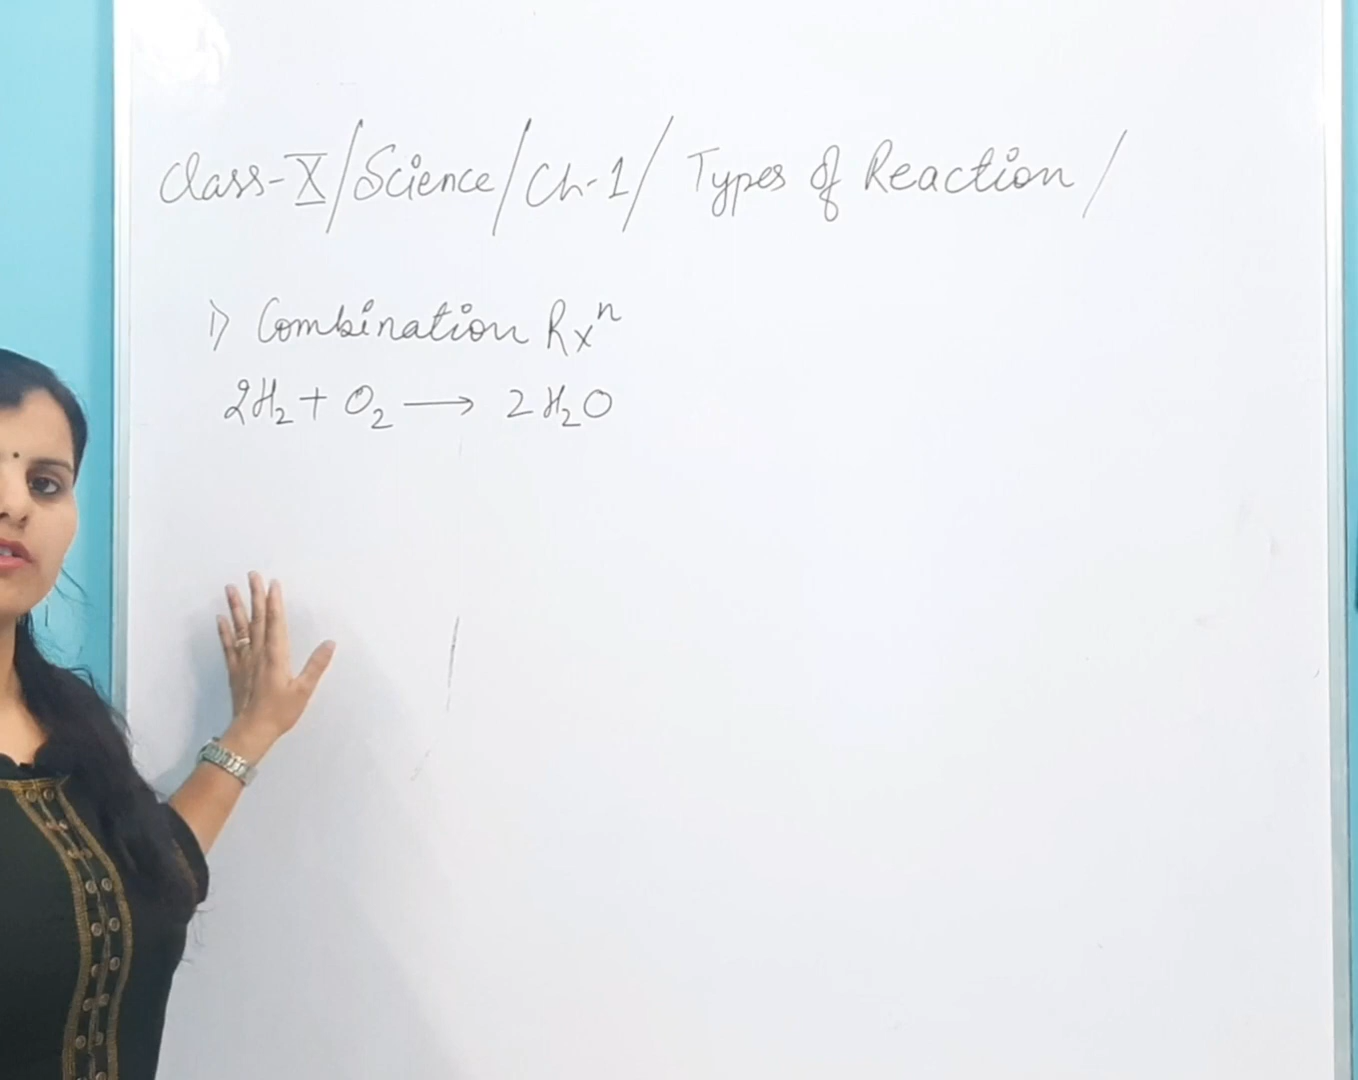 Class-X/Science/Ch-1/ Types of Reaction/
1) Combination Rxⁿ
2H₂ + O₂ ⟶ 2H₂O